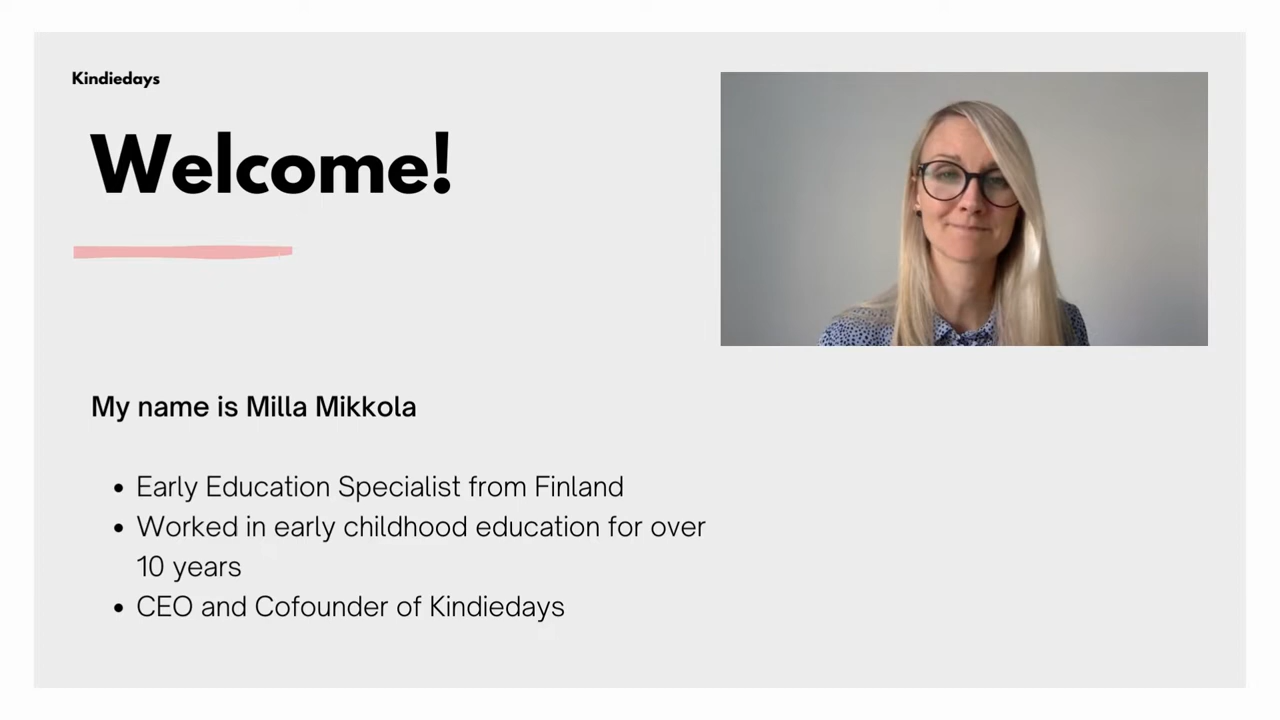 Kindiedays
Welcome!
My name is Milla Mikkola
• Early Education Specialist from Finland
• Worked in early childhood education for over
10 years
• CEO and Cofounder of Kindiedays